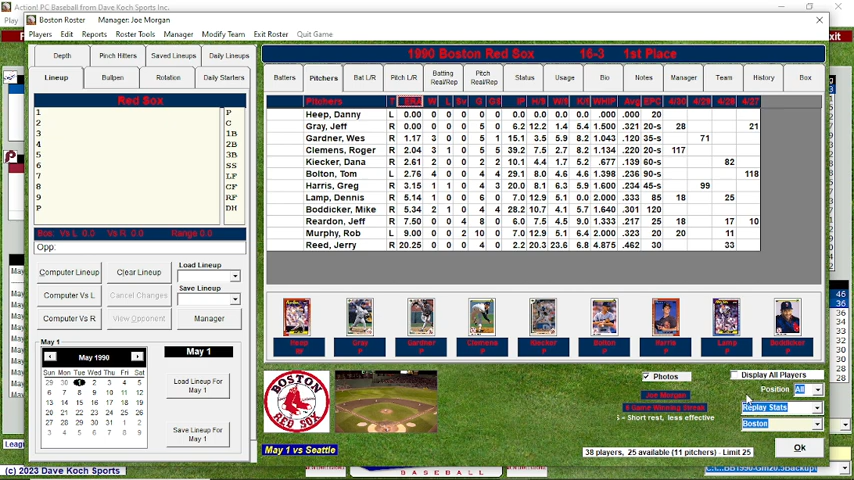 Action! PC Baseball from Dave Koch Sports Inc.
Boston Roster Manager: Joe Morgan
Players Edit Reports Roster Tools Manager Modify Team Exit Roster Quit Game
Depth Pinch Hitters Saved Lineups Daily Lineups
Lineup Bullpen Rotation Daily Starters
Red Sox
1 P
2 C
3 1B
4 2B
5 3B
6 SS
7 LF
8 CF
9 RF
P DH
Bos: Vs L 0.0 Vs R 0.0 Range 0.0
Opp:
Computer Lineup Clear Lineup Load Lineup
Computer Vs L Cancel Changes Save Lineup
Computer Vs R View Opponent Manager
May 1
May 1990
Sun Mon Tue Wed Thu Fri Sat
29 30 1 2 3 4 5
6 7 8 9 10 11 12
13 14 15 16 17 18 19
20 21 22 23 24 25 26
27 28 29 30 31 1 2
3 4 5 6 7 8 9
May 1
Load Lineup For May 1
Save Lineup For May 1
1990 Boston Red Sox 16-3 1st Place
Batters Pitchers Bat L/R Pitch L/R Batting Real/Rep Pitch Real/Rep Status Usage Bio Notes Manager Team History Box
Pitchers T ERA W L Sv G GS IP H/9 W/9 K/9 WHIP Avg EPC 4/30 4/29 4/28 4/27
Heep, Danny L 0.00 0 0 0 0 0 .0 .0 .0 .0 .000 .000 20
Gray, Jeff R 0.00 0 0 0 5 0 6.2 12.2 1.4 5.4 1.500 .321 20-s 28 21
Gardner, Wes R 1.17 3 0 0 5 1 15.1 3.5 5.9 8.2 1.043 .120 35-s 71
Clemens, Roger R 2.04 3 1 0 5 5 39.2 7.5 2.7 8.2 1.134 .220 60-s 117
Kiecker, Dana R 2.61 2 0 0 2 2 10.1 4.4 1.7 5.2 .677 .139 60-s 82
Bolton, Tom L 2.76 4 0 0 4 4 29.1 8.0 4.6 4.6 1.398 .236 90-s 118
Harris, Greg R 3.15 1 1 0 4 3 20.0 8.1 6.3 5.9 1.600 .234 45-s 99
Lamp, Dennis R 5.14 1 0 0 6 0 7.0 12.9 5.1 .0 2.000 .333 85 18 25
Boddicker, Mike R 5.34 2 1 0 4 4 28.2 10.7 4.1 5.7 1.640 .301 120
Reardon, Jeff R 7.50 0 0 4 8 0 6.0 7.5 4.5 9.0 1.333 .217 25 18 17 10
Murphy, Rob L 9.00 0 0 2 10 0 7.0 12.9 5.1 6.4 2.000 .323 20 20 11
Reed, Jerry R 20.25 0 0 0 4 0 2.2 20.3 23.6 6.8 4.875 .462 30 33
Heep RF
Gray P
Gardner P
Clemens P
Kiecker P
Bolton P
Harris P
Lamp P
Boddicker P
BOSTON RED SOX
Photos
Display All Players
Position All
Joe Morgan
Replay Stats
Game Winning Streak
s - Short rest, less effective
Boston
May 1 vs Seattle
38 players, 25 available (11 pitchers) - Limit 25
Ok
(c) 2023 Dave Koch Sports
BASEBALL